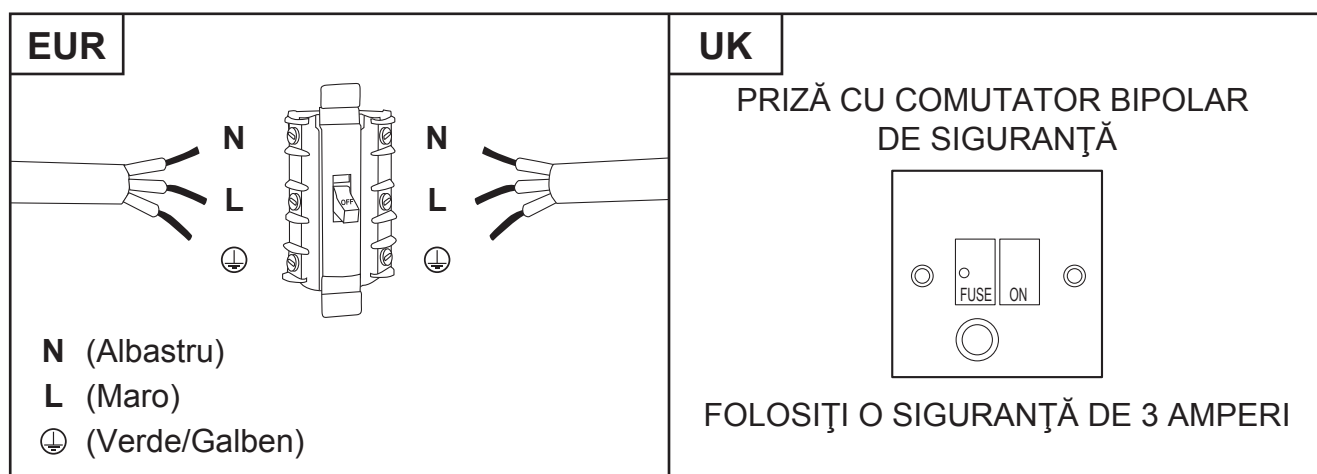 EUR
N
N
L
L
OFF
N (Albastru)
L (Maro)
(Verde/Galben)
UK
PRIZĂ CU COMUTATOR BIPOLAR
DE SIGURANŢĂ
FUSE ON
FOLOSIŢI O SIGURANŢĂ DE 3 AMPERI